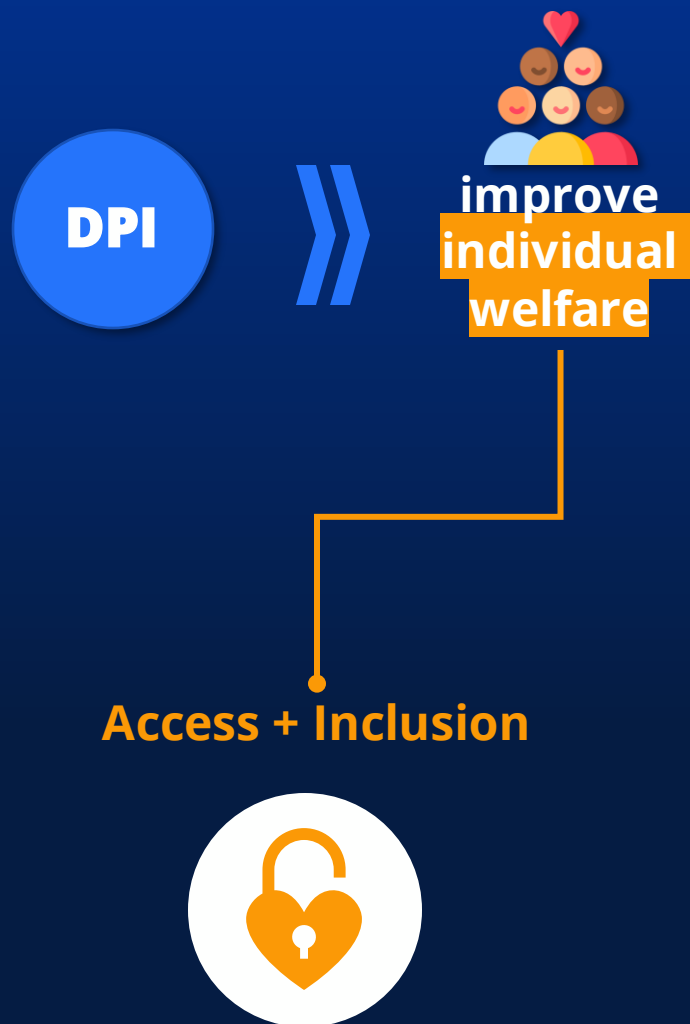 DPI
improve
individual
welfare
Access + Inclusion